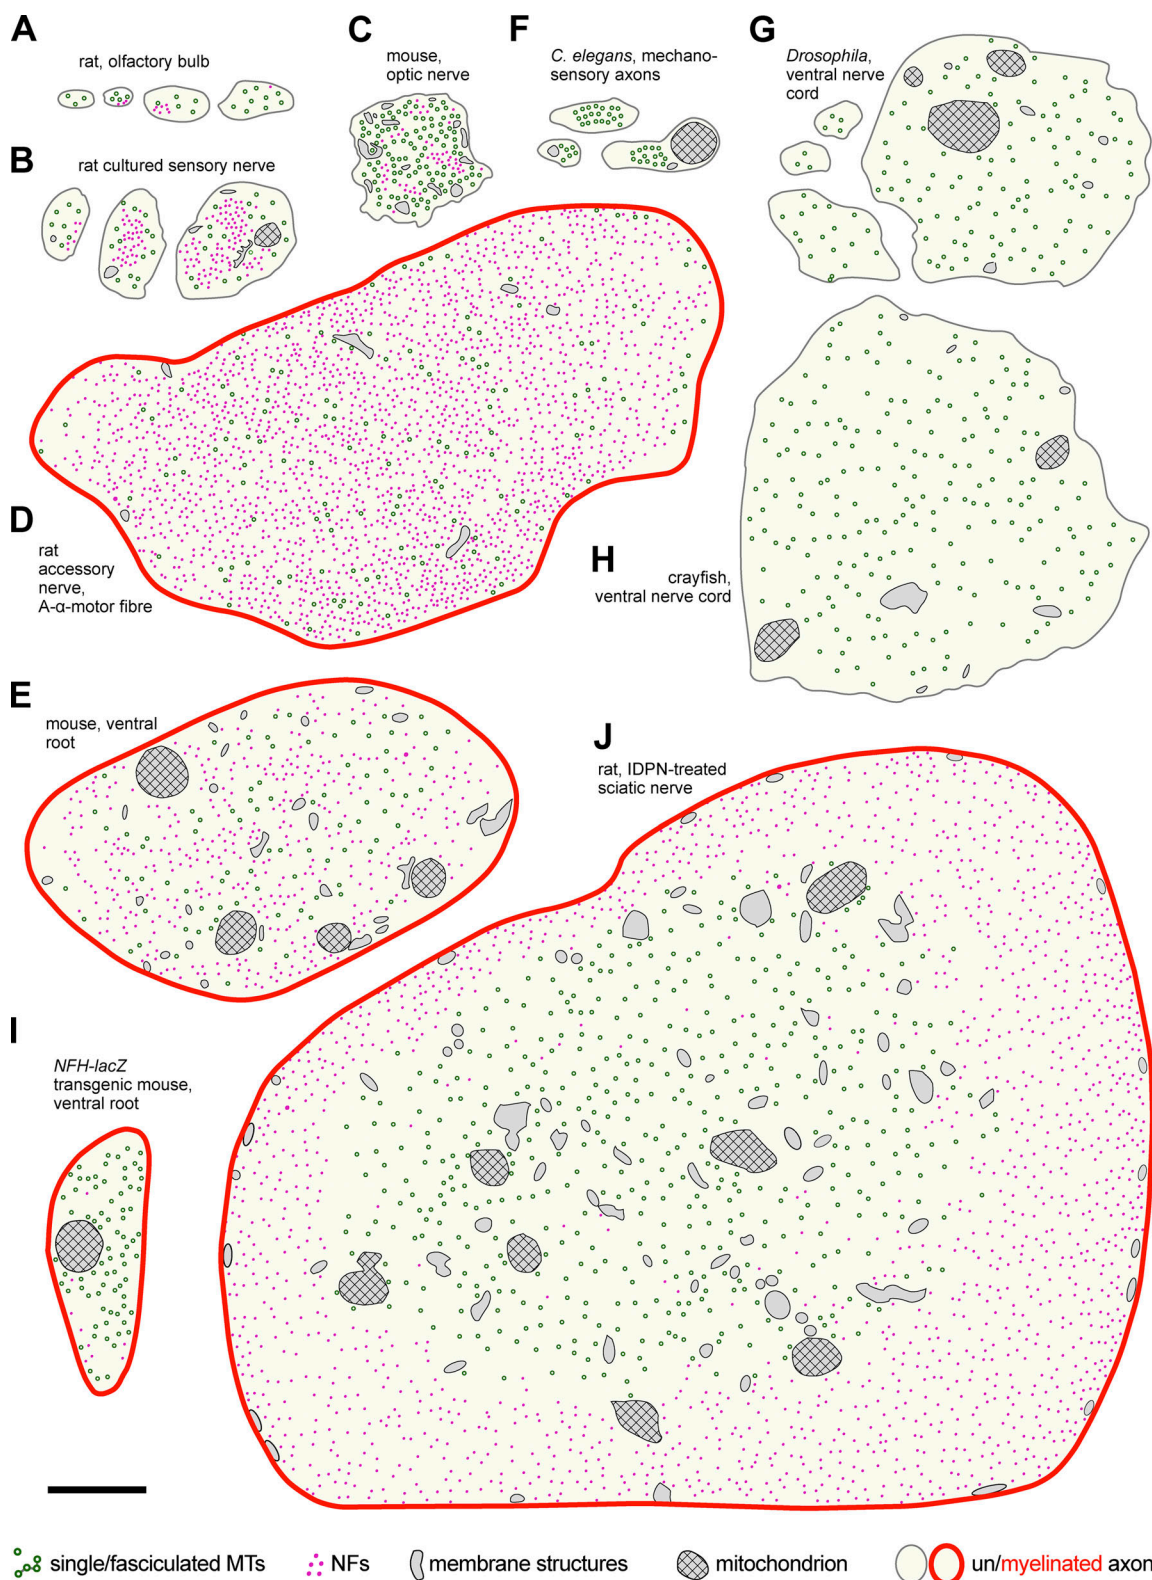 A
rat, olfactory bulb
B
rat cultured sensory nerve
C
mouse,
optic nerve
F
C. elegans, mechano-
sensory axons
G
Drosophila,
ventral nerve
cord
D
rat
accessory
nerve,
A-α-motor fibre
H
crayfish,
ventral nerve cord
E
mouse, ventral
root
J
rat, IDPN-treated
sciatic nerve
I
NFH-lacZ
transgenic mouse,
ventral root
single/fasciculated MTs NFs membrane structures mitochondrion un/myelinated axon